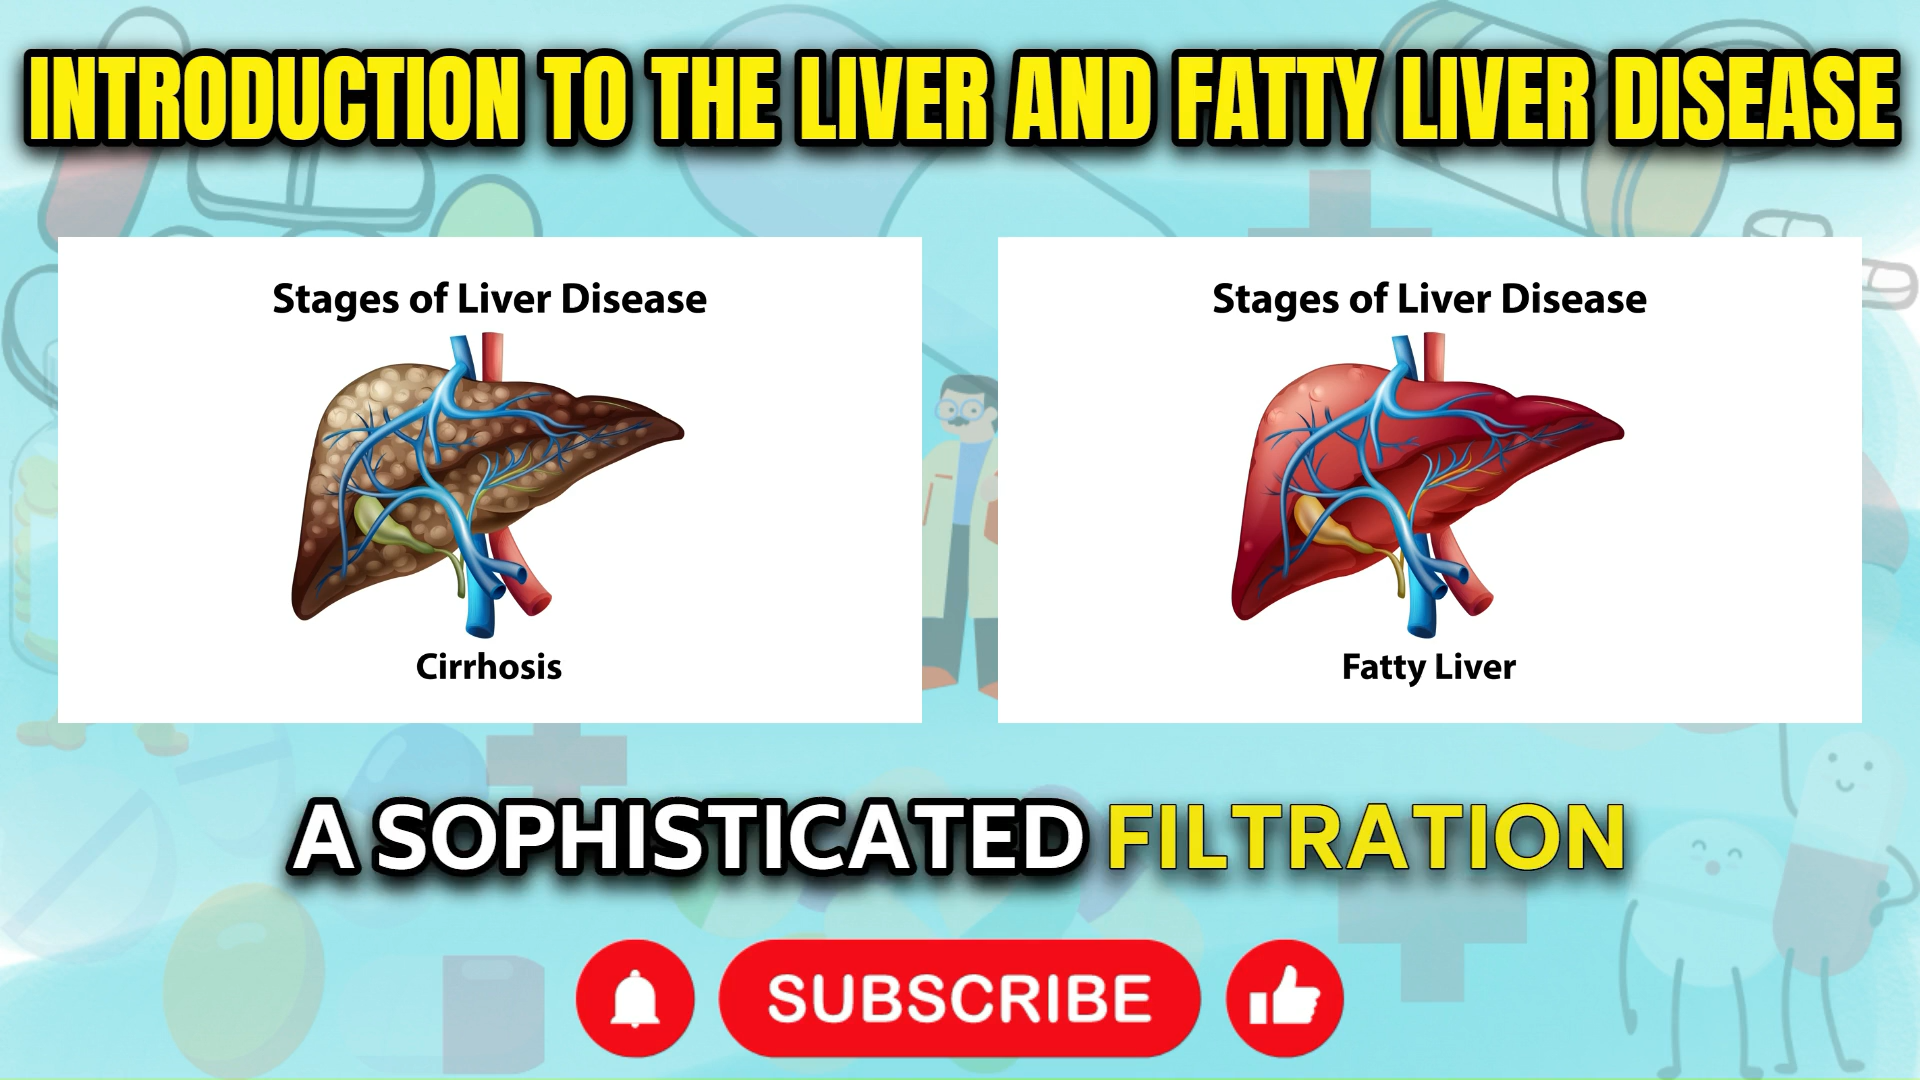 INTRODUCTION TO THE LIVER AND FATTY LIVER DISEASE
Stages of Liver Disease
Cirrhosis
Stages of Liver Disease
Fatty Liver
A SOPHISTICATED FILTRATION
SUBSCRIBE